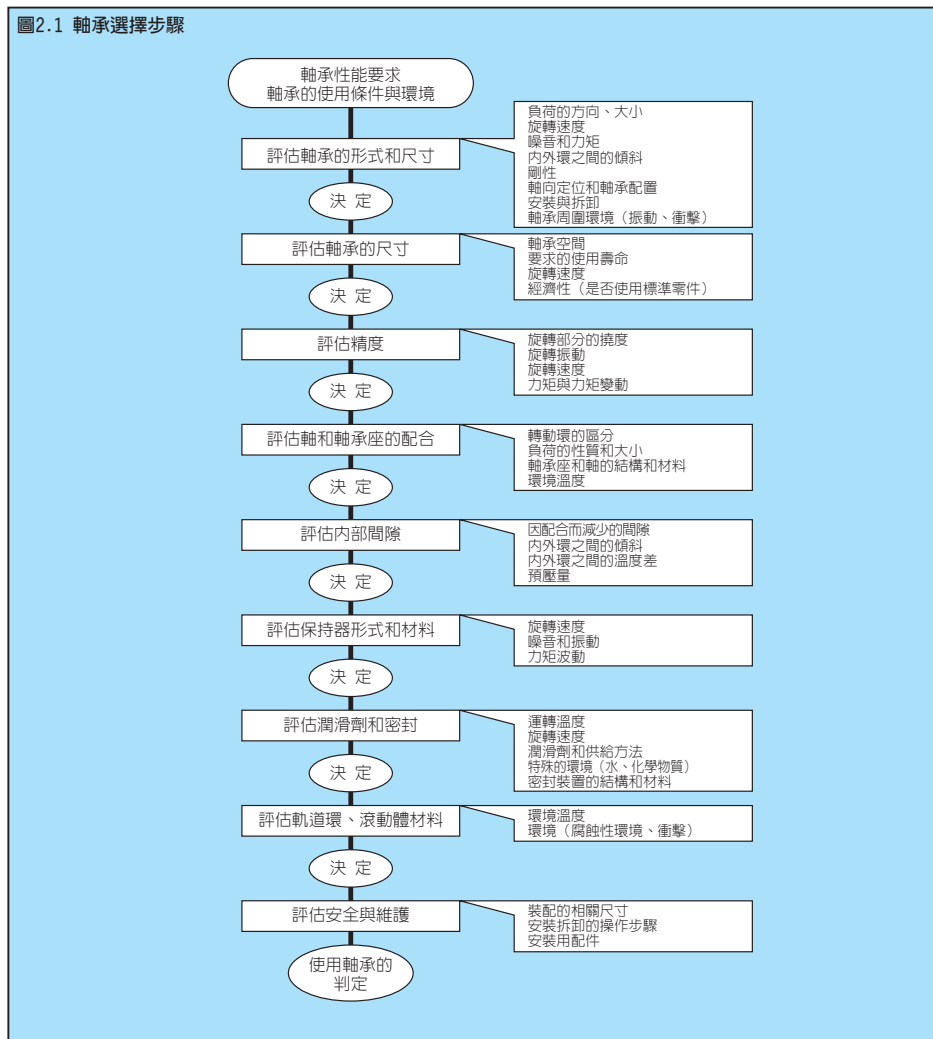 圖2.1 軸承選擇步驟
軸承性能要求
軸承的使用條件與環境
評估軸承的形式和尺寸
負荷的方向、大小
旋轉速度
噪音和力矩
內外環之間的傾斜
剛性
軸向定位和軸承配置
安裝與拆卸
軸承周圍環境（振動、衝擊）
決 定
評估軸承的尺寸
軸承空間
要求的使用壽命
旋轉速度
經濟性（是否使用標準零件）
決 定
評估精度
旋轉部分的撓度
旋轉振動
旋轉速度
力矩與力矩變動
決 定
評估軸和軸承座的配合
轉動環的區分
負荷的性質和大小
軸承座和軸的結構和材料
環境溫度
決 定
評估內部間隙
因配合而減少的間隙
內外環之間的傾斜
內外環之間的溫度差
預壓量
決 定
評估保持器形式和材料
旋轉速度
噪音和振動
力矩波動
決 定
評估潤滑劑和密封
運轉溫度
旋轉速度
潤滑劑和供給方法
特殊的環境（水、化學物質）
密封裝置的結構和材料
決 定
評估軌道環、滾動體材料
環境溫度
環境（腐蝕性環境、衝擊）
決 定
評估安全與維護
裝配的相關尺寸
安裝拆卸的操作步驟
安裝用配件
使用軸承的
判定